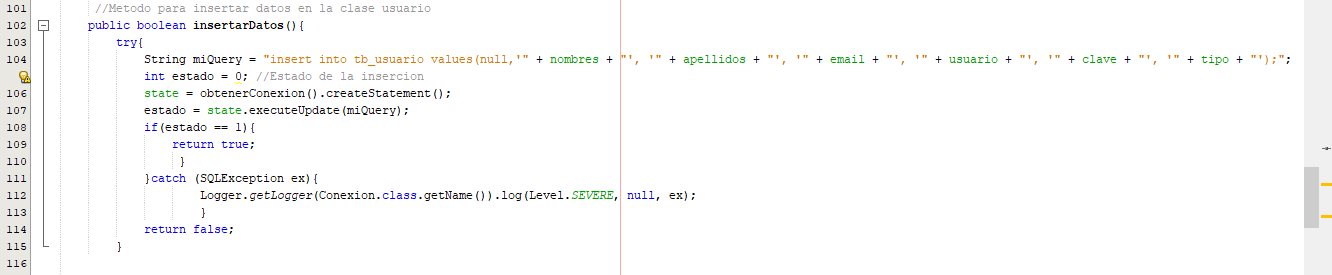 101 //Metodo para insertar datos en la clase usuario
102 public boolean insertarDatos(){
103 try{
104 String miQuery = "insert into tb_usuario values(null,'" + nombres + "', '" + apellidos + "', '" + email + "', '" + usuario + "', '" + clave + "', '" + tipo + "');";
int estado = 0; //Estado de la insercion
106 state = obtenerConexion().createStatement();
107 estado = state.executeUpdate(miQuery);
108 if(estado == 1){
109 return true;
110 }
111 }catch (SQLException ex){
112 Logger.getLogger(Conexion.class.getName()).log(Level.SEVERE, null, ex);
113 }
114 return false;
115 }
116